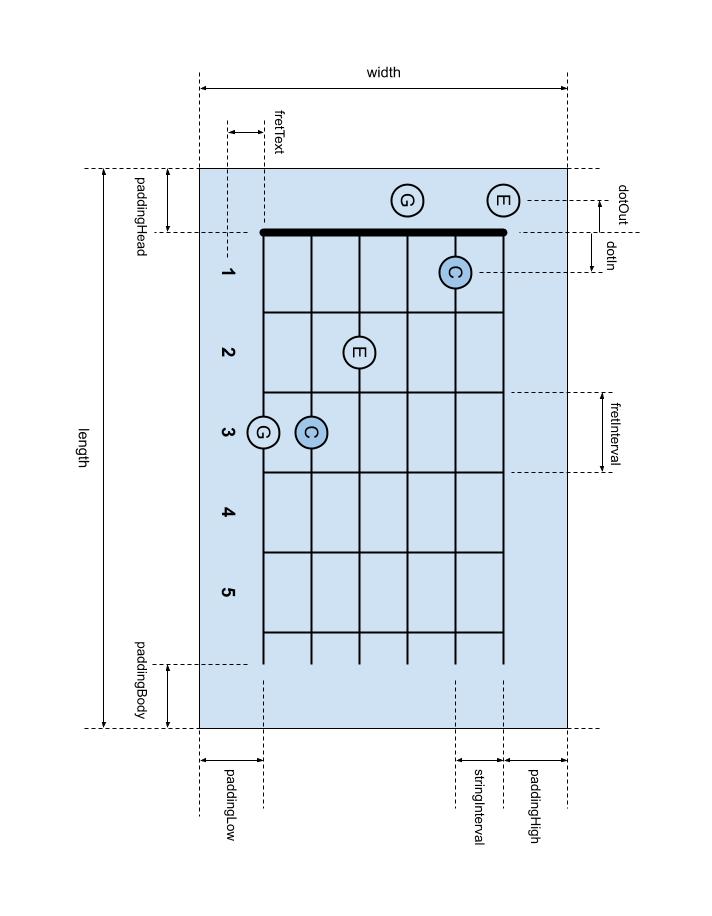 width
fretText
paddingHead
G
E
dotOut
dotIn
1
C
2
E
fretInterval
3
G
C
length
4
5
paddingBody
paddingLow
stringInterval
paddingHigh